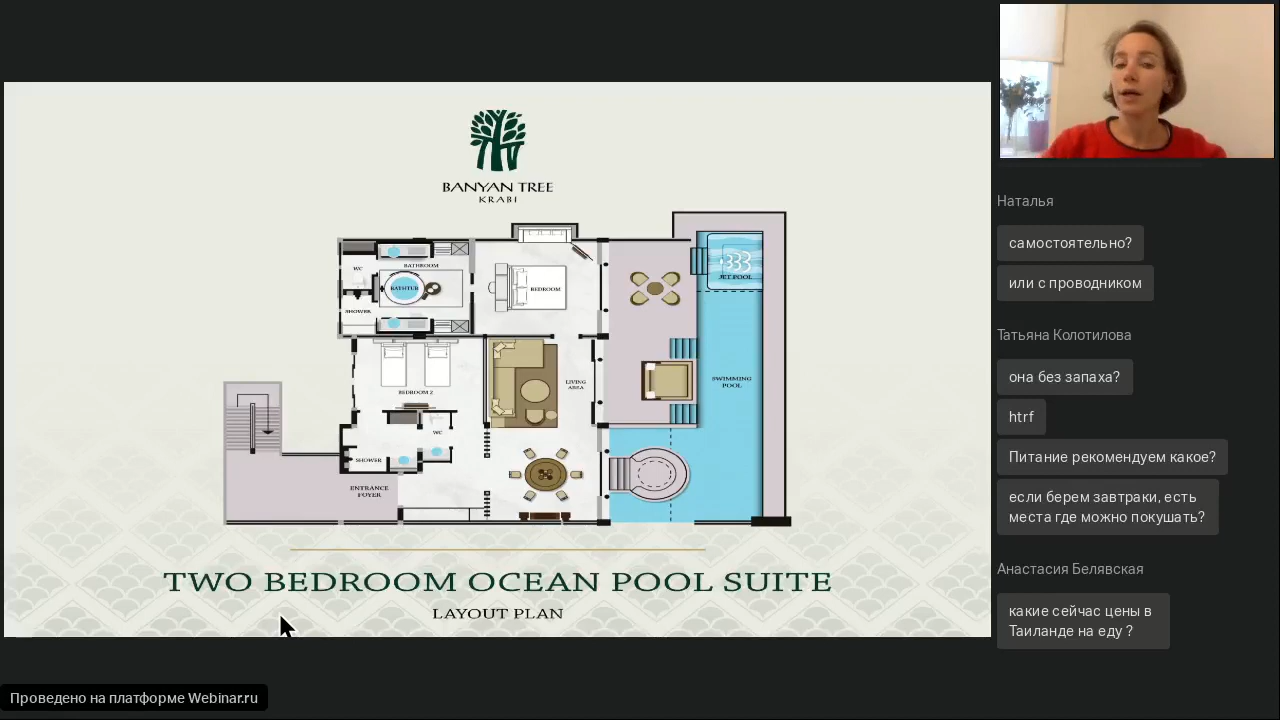 BANYAN TREE
KRABI
WC
BATHROOM
BATHTUB
SHOWER
BEDROOM
JET POOL
BEDROOM 2
LIVING
AREA
SWIMMING
POOL
WC
SHOWER
ENTRANCE
FOYER
TWO BEDROOM OCEAN POOL SUITE
LAYOUT PLAN
Проведено на платформе Webinar.ru
Наталья
самостоятельно?
или с проводником
Татьяна Колотилова
она без запаха?
htrf
Питание рекомендуем какое?
если берем завтраки, есть
места где можно покушать?
Анастасия Белявская
какие сейчас цены в
Таиланде на еду ?